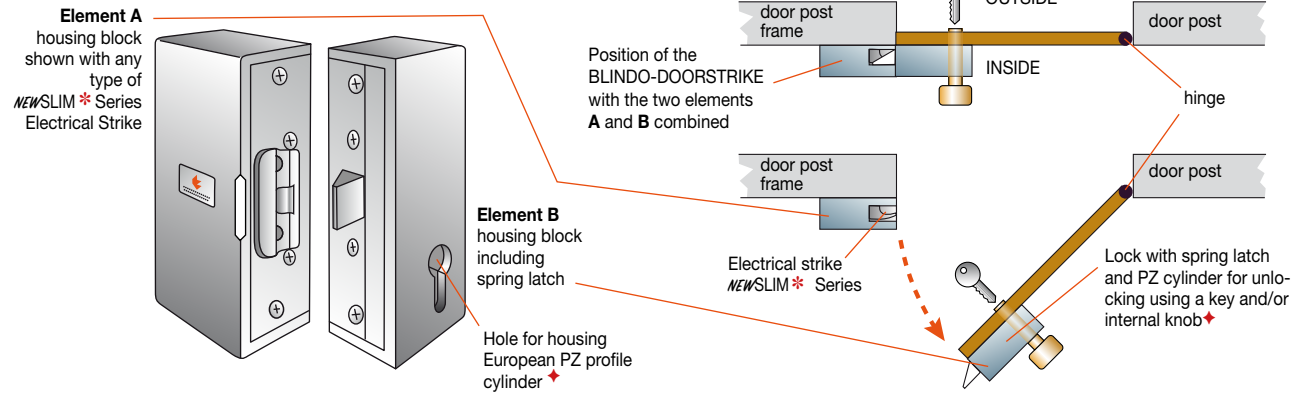 Element A
housing block
shown with any
type of
NEWSLIM * Series
Electrical Strike
Element B
housing block
including
spring latch
Hole for housing
European PZ profile
cylinder ✦
door post
frame
OUTSIDE
door post
Position of the
BLINDO-DOORSTRIKE
with the two elements
A and B combined
INSIDE
hinge
door post
frame
door post
Electrical strike
NEWSLIM * Series
Lock with spring latch
and PZ cylinder for unlo-
cking using a key and/or
internal knob✦